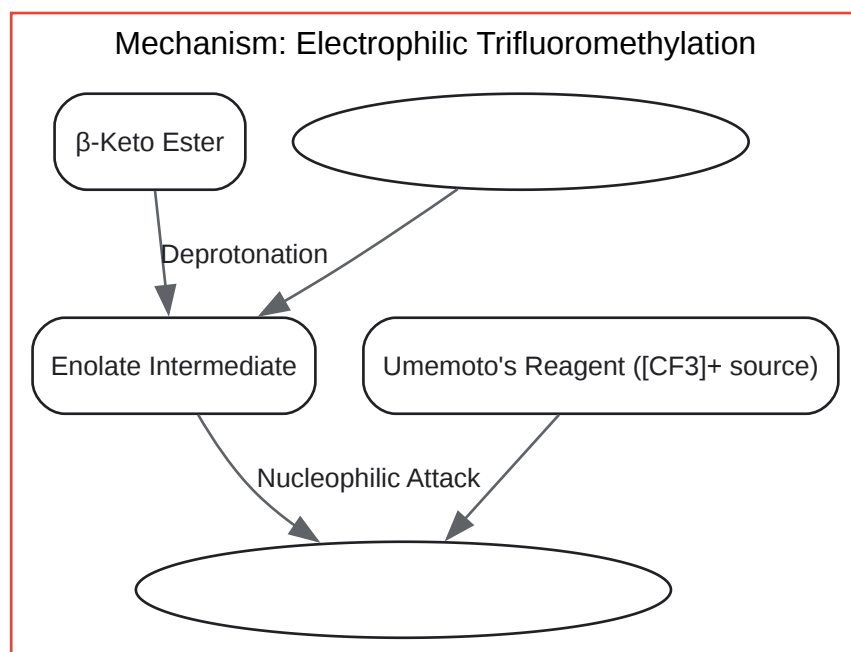 Mechanism: Electrophilic Trifluoromethylation
β-Keto Ester
Deprotonation
Enolate Intermediate
Umemoto's Reagent ([CF3]+ source)
Nucleophilic Attack